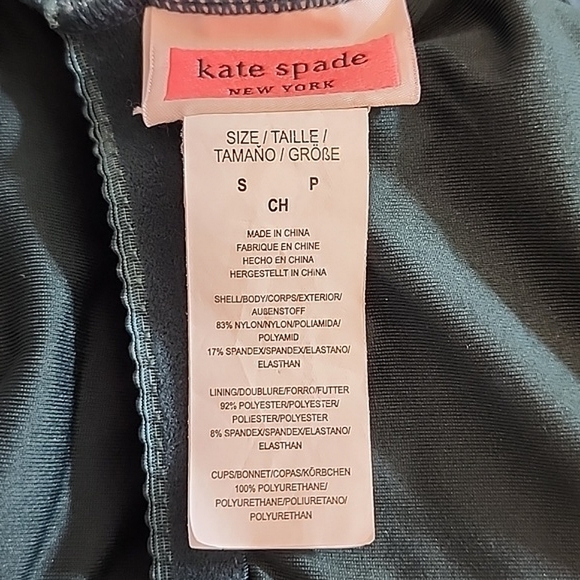 kate spade
NEW YORK
SIZE / TAILLE /
TAMAÑO / GRÖßE
S P
CH
MADE IN CHINA
FABRIQUE EN CHINE
HECHO EN CHINA
HERGESTELLT IN CHINA
SHELL/BODY/CORPS/EXTERIOR/
AUßENSTOFF
83% NYLON/NYLON/POLIAMIDA/
POLYAMID
17% SPANDEX/SPANDEX/ELASTANO/
ELASTHAN
LINING/DOUBLURE/FORRO/FUTTER
92% POLYESTER/POLYESTER/
POLIESTER/POLYESTER
8% SPANDEX/SPANDEX/ELASTANO/
ELASTHAN
CUPS/BONNET/COPAS/KÖRBCHEN
100% POLYURETHANE/
POLYURETHANE/POLIURETANO/
POLYURETHAN